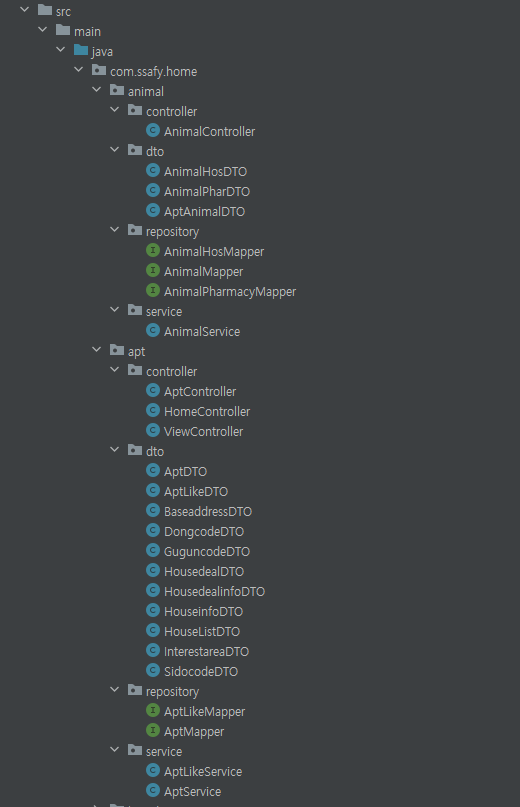 src
main
java
com.ssafy.home
animal
controller
AnimalController
dto
AnimalHosDTO
AnimalPharDTO
AptAnimalDTO
repository
AnimalHosMapper
AnimalMapper
AnimalPharmacyMapper
service
AnimalService
apt
controller
AptController
HomeController
ViewController
dto
AptDTO
AptLikeDTO
BaseaddressDTO
DongcodeDTO
GuguncodeDTO
HousedealDTO
HousedealinfoDTO
HouseinfoDTO
HouseListDTO
InterestareaDTO
SidocodeDTO
repository
AptLikeMapper
AptMapper
service
AptLikeService
AptService